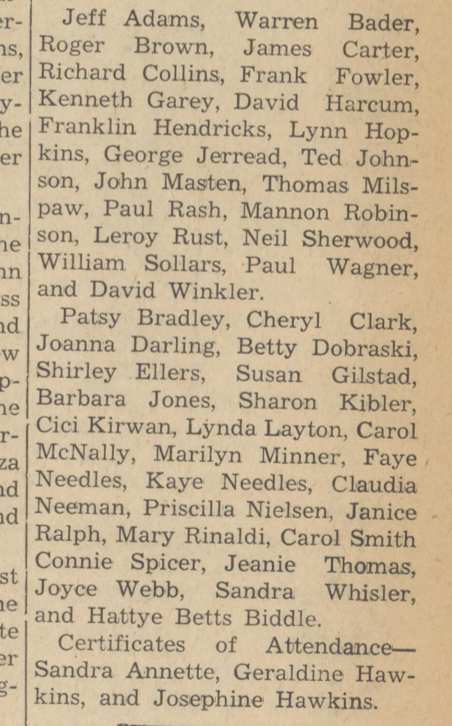 Jeff Adams, Warren Bader,
Roger Brown, James Carter,
Richard Collins, Frank Fowler,
Kenneth Garey, David Harcum,
Franklin Hendricks, Lynn Hop-
kins, George Jerread, Ted John-
son, John Masten, Thomas Mils-
paw, Paul Rash, Mannon Robin-
son, Leroy Rust, Neil Sherwood,
William Sollars, Paul Wagner,
and David Winkler.
Patsy Bradley, Cheryl Clark,
Joanna Darling, Betty Dobraski,
Shirley Ellers, Susan Gilstad,
Barbara Jones, Sharon Kibler,
Cici Kirwan, Lynda Layton, Carol
McNally, Marilyn Minner, Faye
Needles, Kaye Needles, Claudia
Neeman, Priscilla Nielsen, Janice
Ralph, Mary Rinaldi, Carol Smith
Connie Spicer, Jeanie Thomas,
Joyce Webb, Sandra Whisler,
and Hattye Betts Biddle.
Certificates of Attendance—
Sandra Annette, Geraldine Haw-
kins, and Josephine Hawkins.